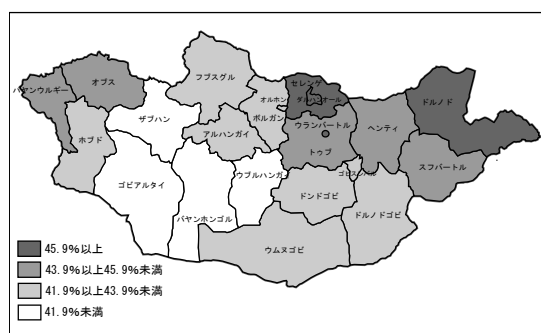 フブスグル
セレンゲ
オブス
バヤンウルギー
オルホン
ダルハンオール
ドルノド
ザブハン
ボルガン
ウランバートル
ヘンティ
アルハンガイ
ホブド
トゥブ
スフバートル
ゴビスンベル
ウブルハンガイ
ゴビアルタイ
ドンドゴビ
バヤンホンゴル
ドルノドゴビ
ウムヌゴビ
45.9%以上
43.9%以上45.9%未満
41.9%以上43.9%未満
41.9%未満